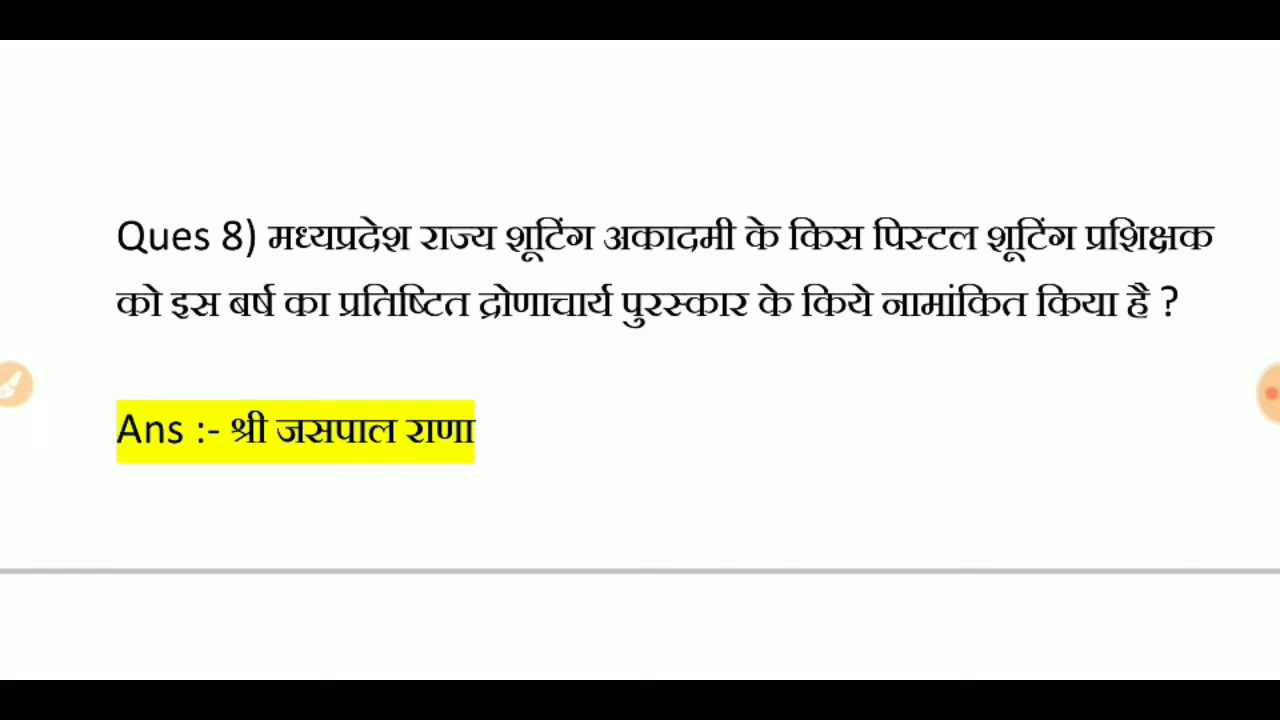 Ques 8) मध्यप्रदेश राज्य शूटिंग अकादमी के किस पिस्टल शूटिंग प्रशिक्षक
को इस बर्ष का प्रतिष्टित द्रोणाचार्य पुरस्कार के किये नामांकित किया है ?
Ans :- श्री जसपाल राणा